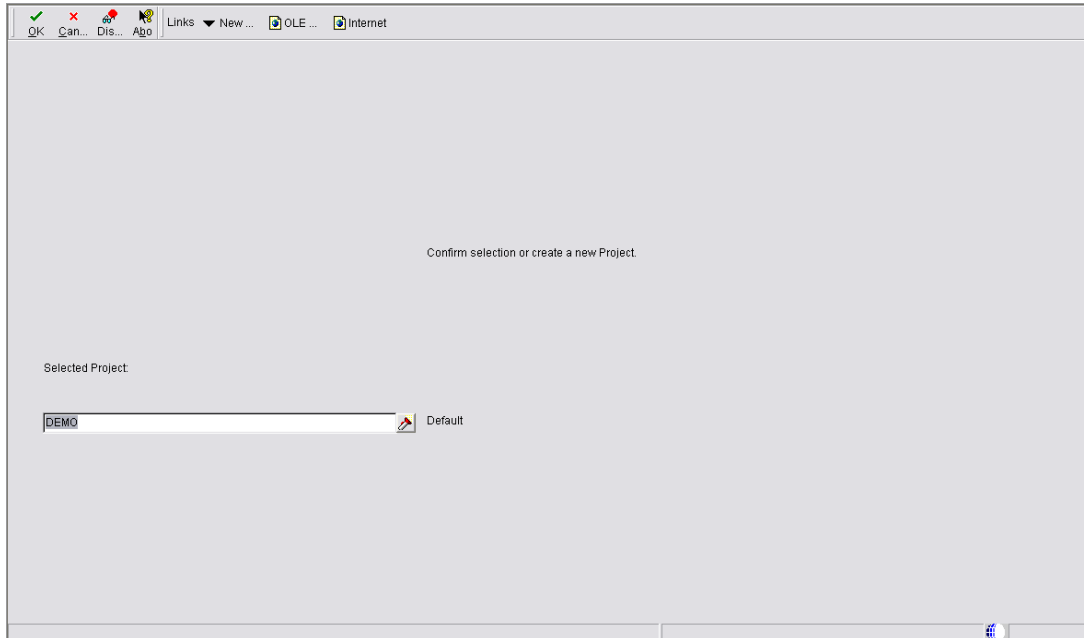 OK Can... Dis... Abo Links New ... OLE ... Internet
Confirm selection or create a new Project.
Selected Project:
DEMO Default